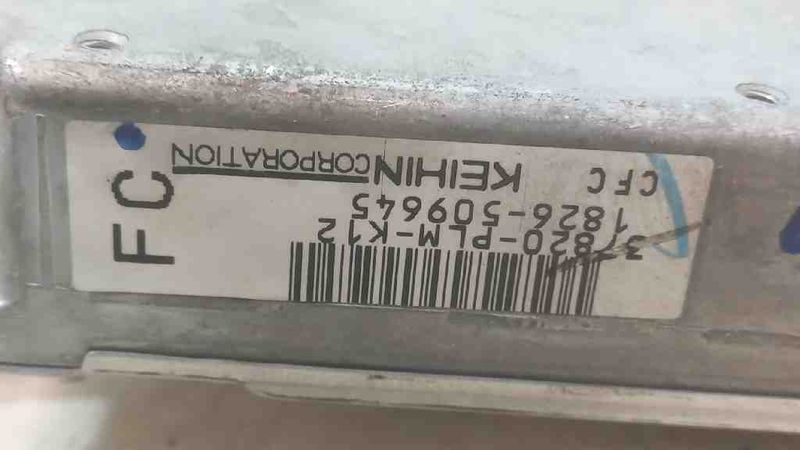 CFC KEIHIN CORPORATION
1826-509645
37820-PLM-K12
FC